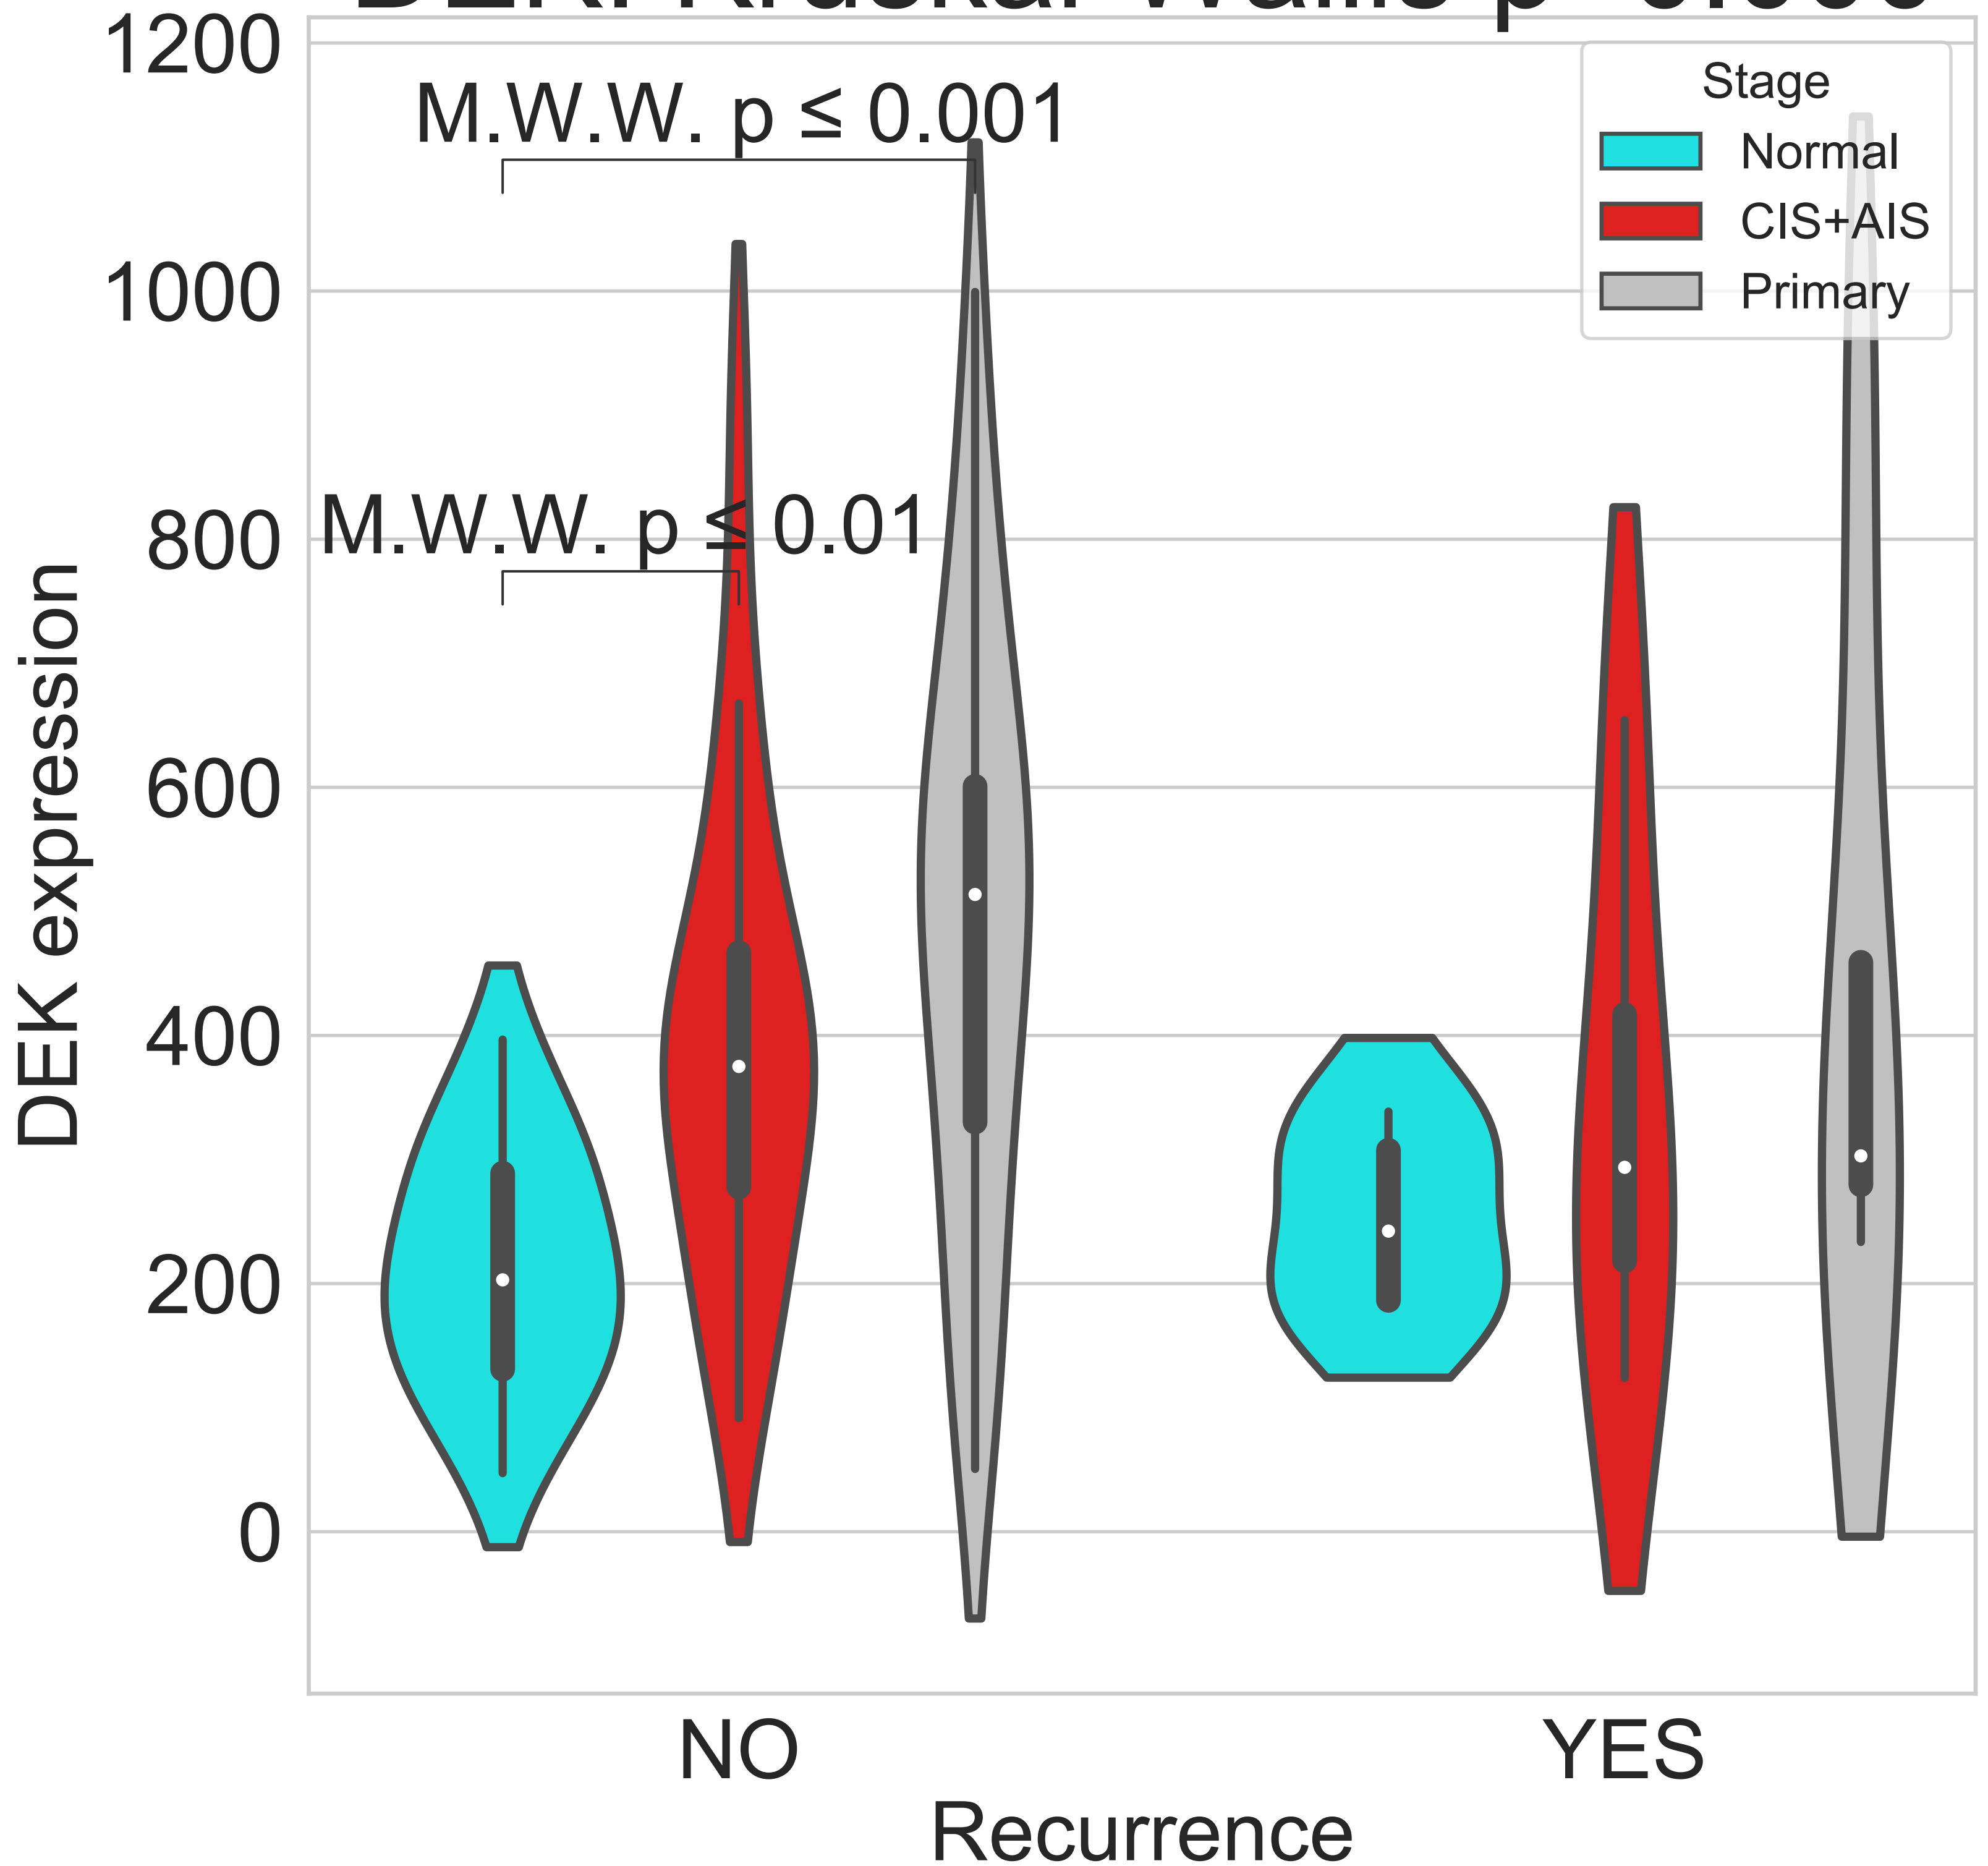 1200
M.W.W. p ≤ 0.001
Stage
Normal
CIS+AIS
Primary
1000
M.W.W. p ≤ 0.01
800
600
400
200
0
DEK expression
NO
YES
Recurrence